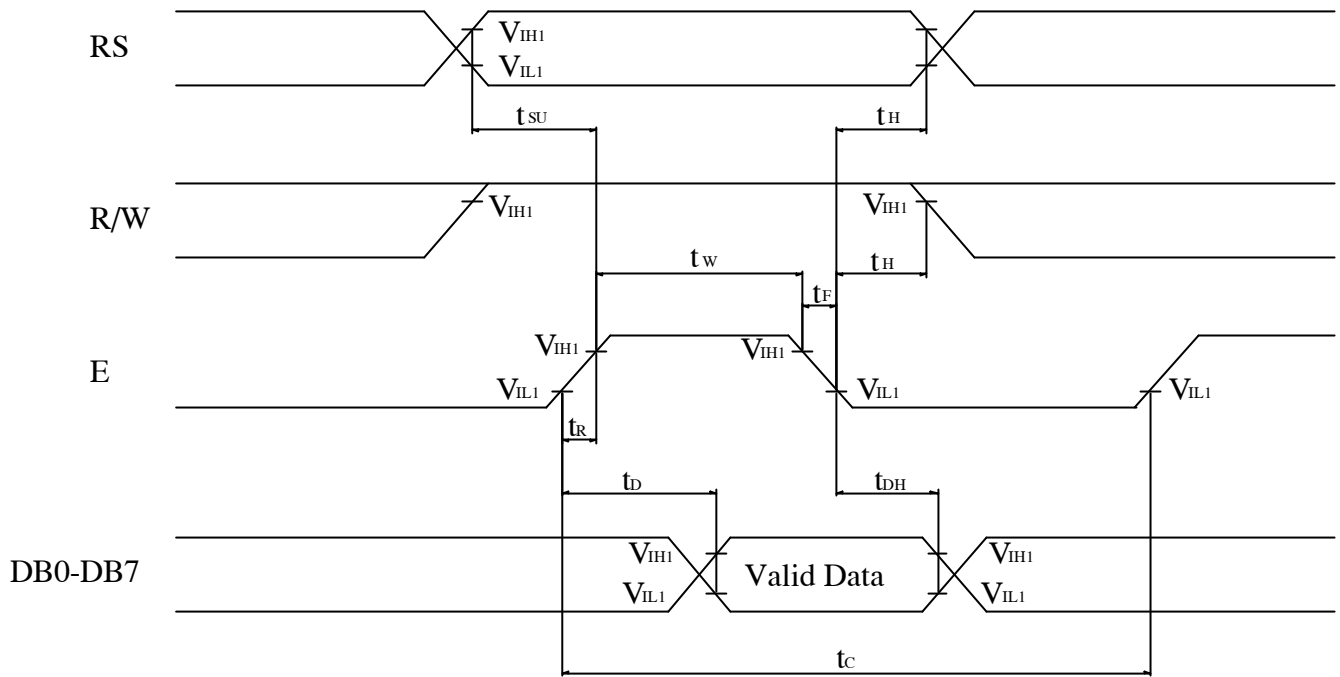 RS
VIH1
VIL1
tSU
tH
R/W
VIH1
VIH1
tW
tH
tF
E
VIH1
VIH1
VIL1
VIL1
VIL1
tR
tD
tDH
DB0-DB7
VIH1
VIL1
Valid Data
VIH1
VIL1
tC